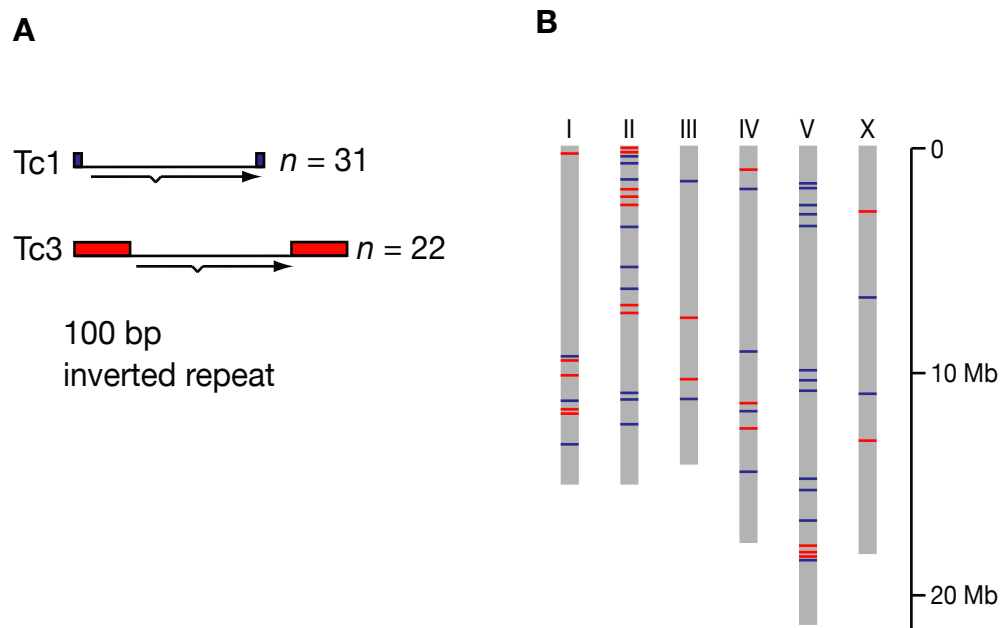 A
Tc1 n = 31
Tc3 n = 22
100 bp
inverted repeat
B
I II III IV V X
0
10 Mb
20 Mb